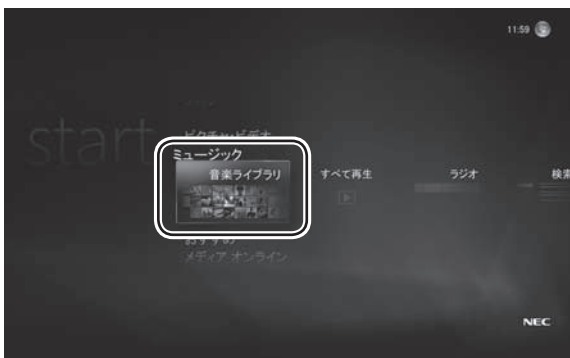 11:59
start
ピクチャ・ビデオ
ミュージック
音楽ライブラリ
すべて再生
ラジオ
検索
おすすめ
メディア オンライン
NEC